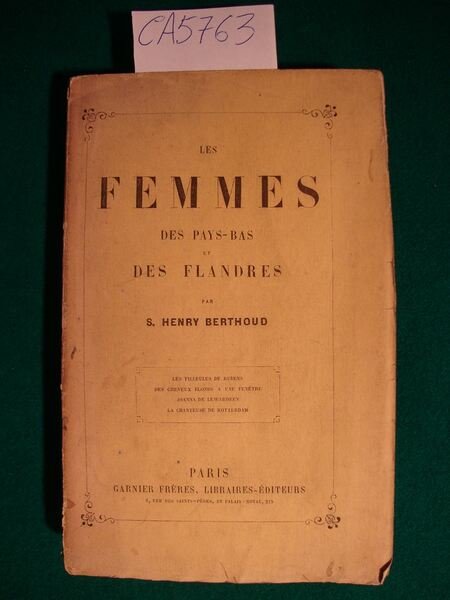 CA5763
LES
FEMMES
DES PAYS-BAS
ET
DES FLANDRES
PAR
S. HENRY BERTHOUD
LES FILLEULES DE RUBENS
DES CHEVEUX BLONDS A UNE FENÊTRE
JOANNA DE LEWARDEEN
LA CHANTEUSE DE ROTTERDAM
PARIS
GARNIER FRÈRES, LIBRAIRES-ÉDITEURS
6, RUE DES SAINTS-PÈRES, ET PALAIS-ROYAL, 215